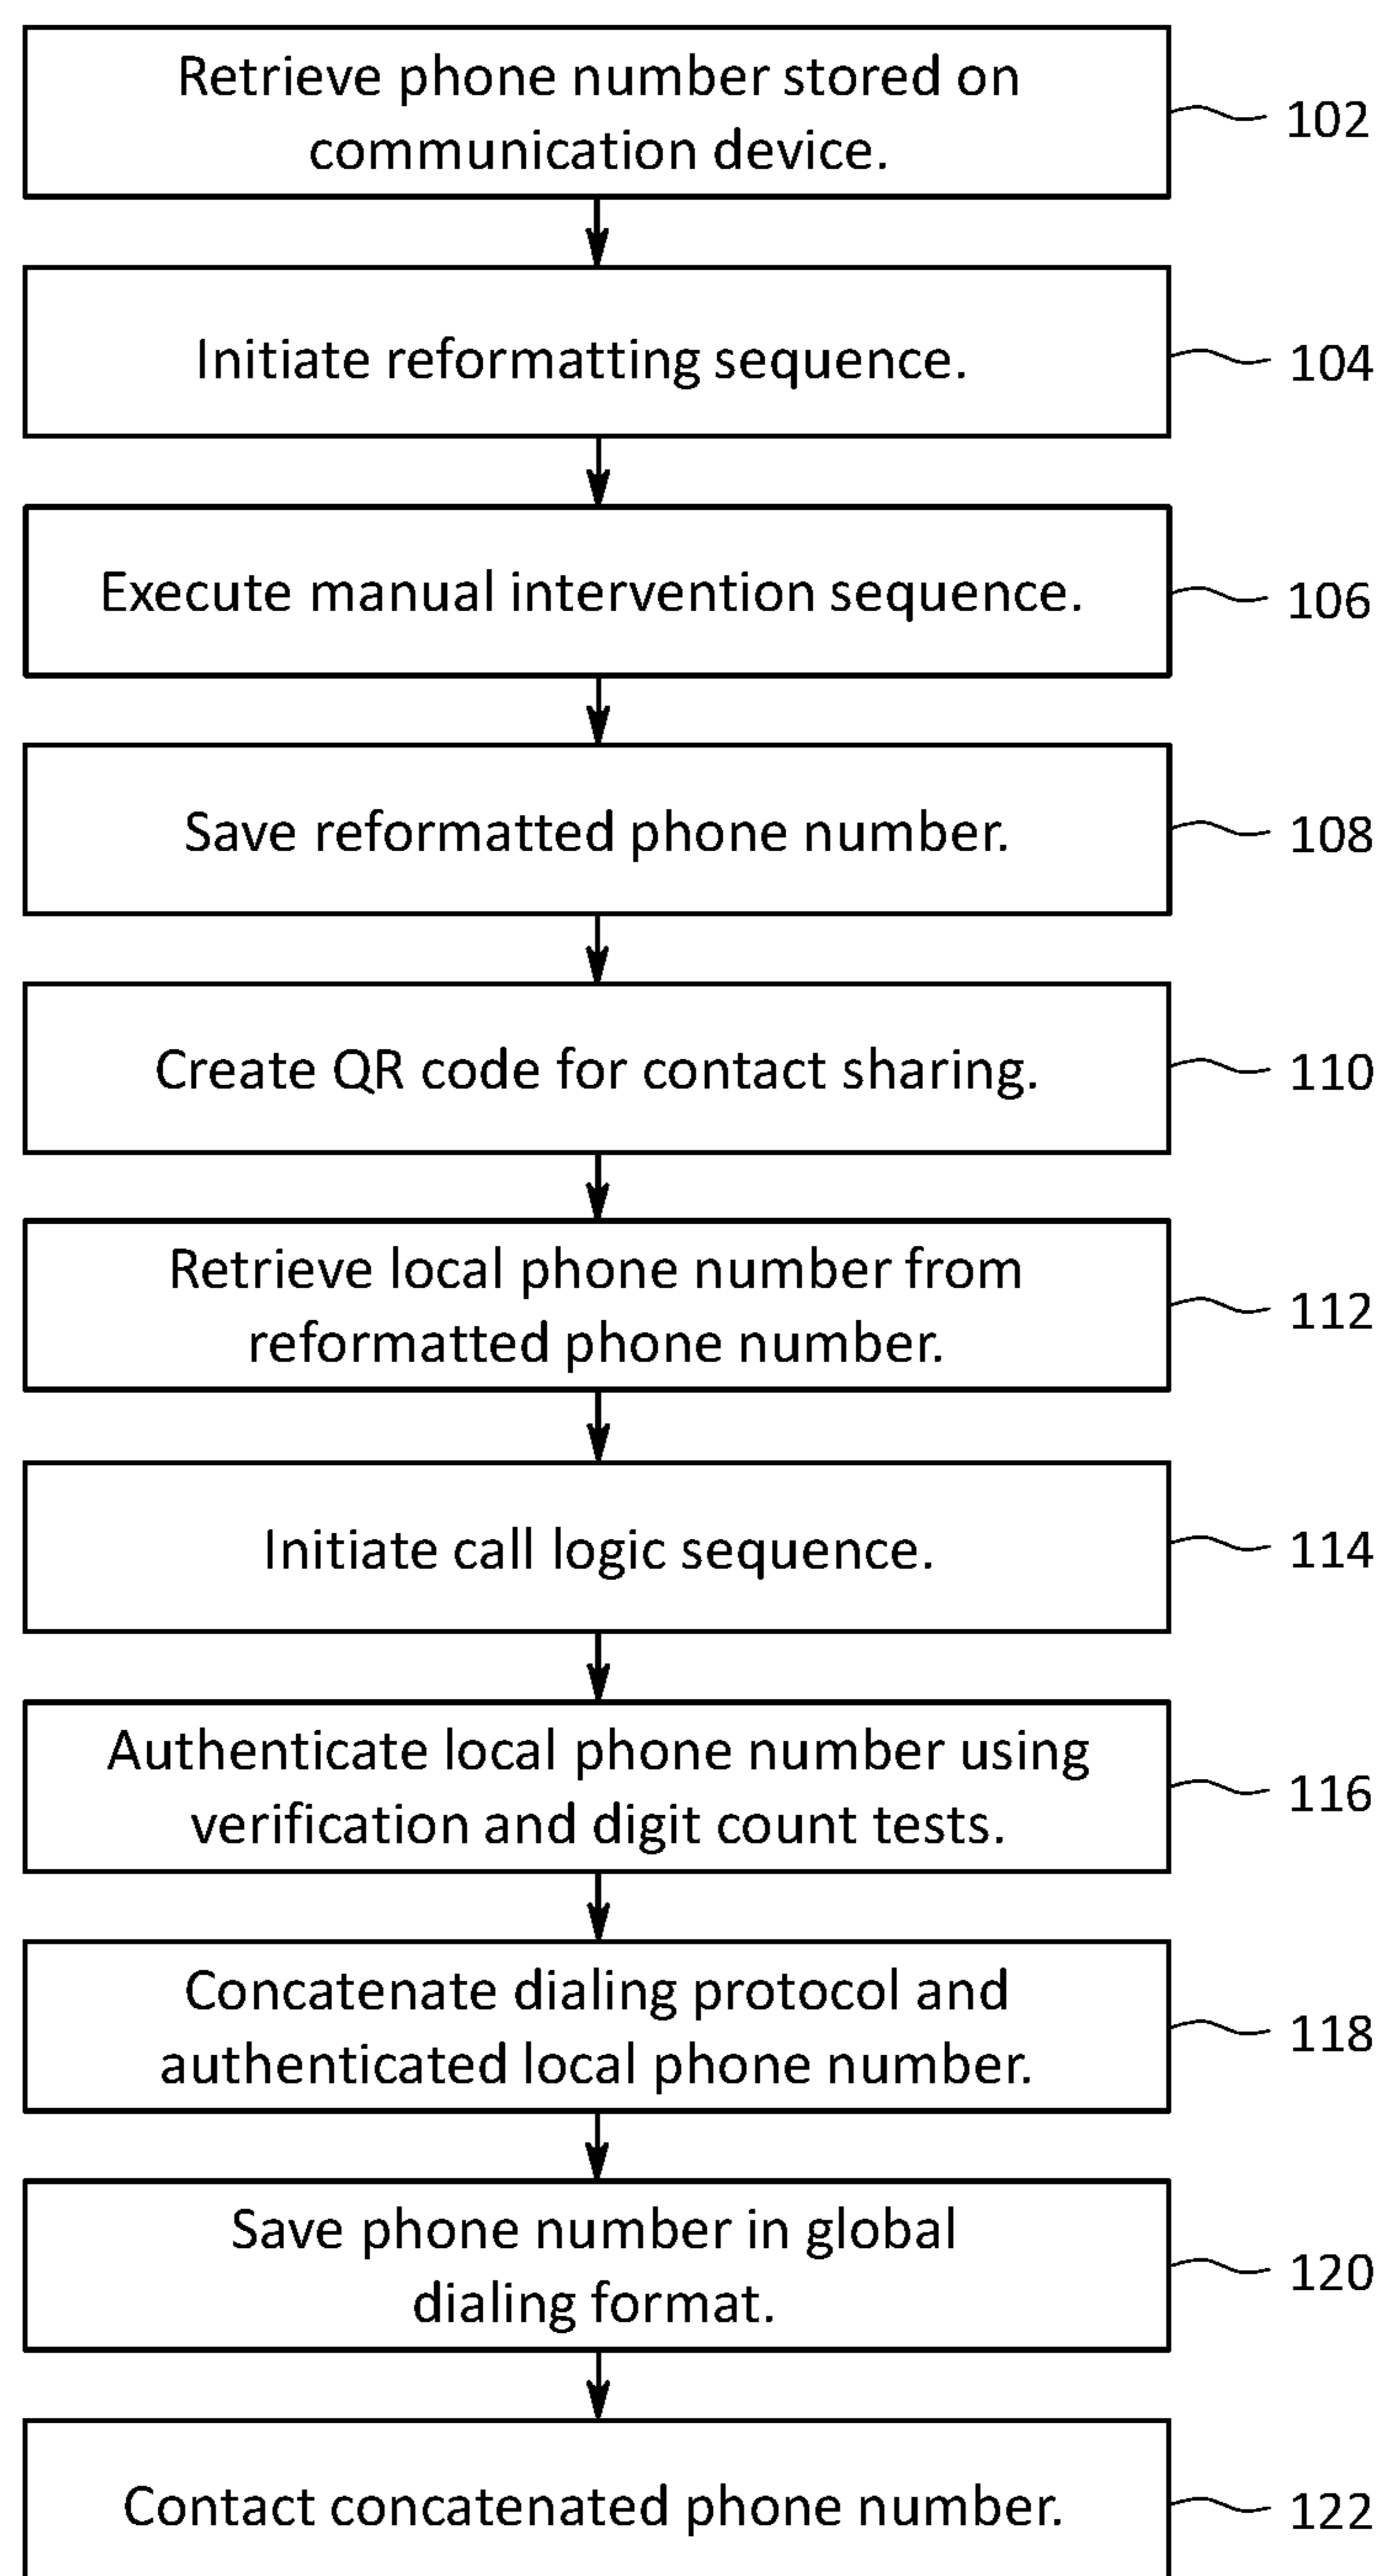 Retrieve phone number stored on
communication device.
102
Initiate reformatting sequence.
104
Execute manual intervention sequence.
106
Save reformatted phone number.
108
Create QR code for contact sharing.
110
Retrieve local phone number from
reformatted phone number.
112
Initiate call logic sequence.
114
Authenticate local phone number using
verification and digit count tests.
116
Concatenate dialing protocol and
authenticated local phone number.
118
Save phone number in global
dialing format.
120
Contact concatenated phone number.
122